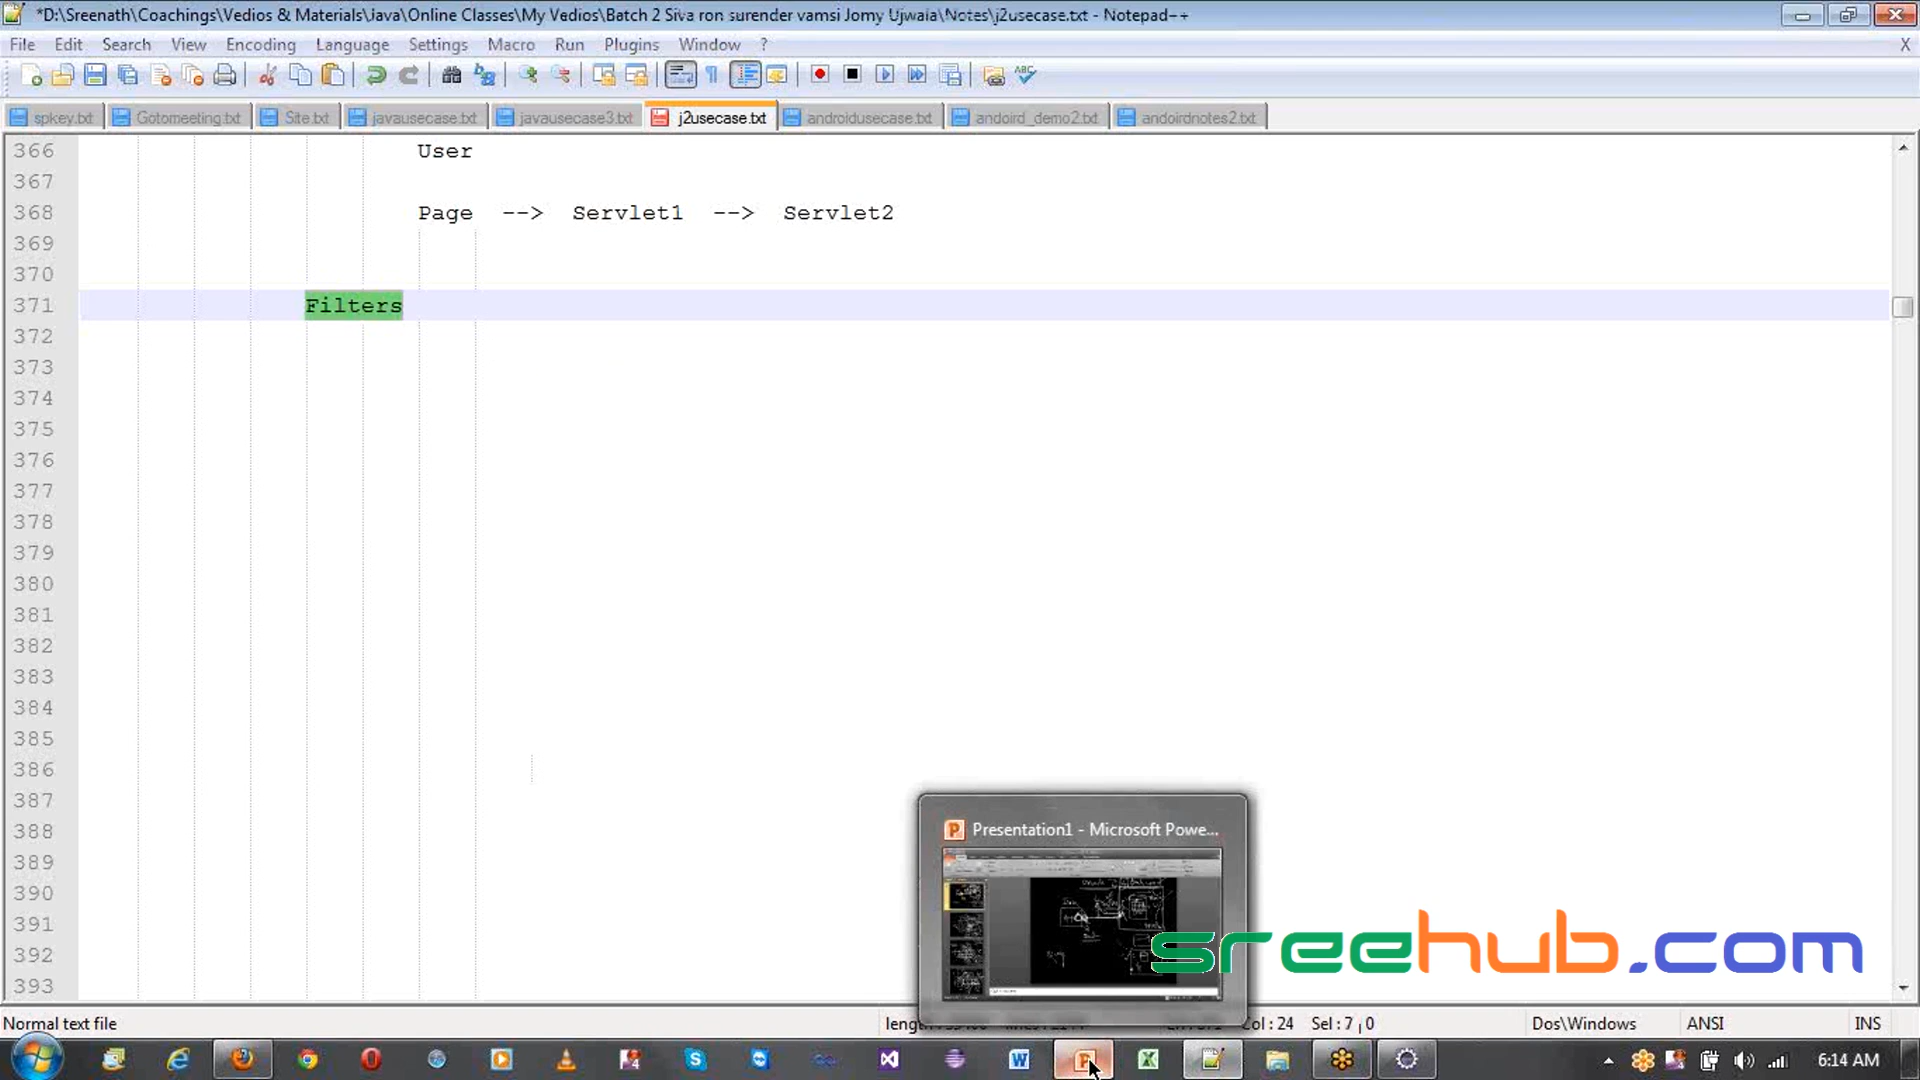 *D:\Sreenath\Coachings\Vedios & Materials\java\Online Classes\My Vedios\Batch 2 Siva ron surender vamsi Jomy Ujwala\Notes\j2usecase.txt - Notepad++
File Edit Search View Encoding Language Settings Macro Run Plugins Window ? X
spkey.txt Gotomeeting.txt Site.txt javausecase.txt javausecase3.txt j2usecase.txt androidusecase.txt andoird_demo2.txt andoirdnotes2.txt
366 User
367
368 Page --> Servlet1 --> Servlet2
369
370
371 Filters
372
373
374
375
376
377
378
379
380
381
382
383
384
385
386
387
388
389
390
391
392
393
Presentation1 - Microsoft Powe...
sreehub.com
Normal text file Col : 24 Sel : 7 | 0 Dos\Windows ANSI INS
6:14 AM